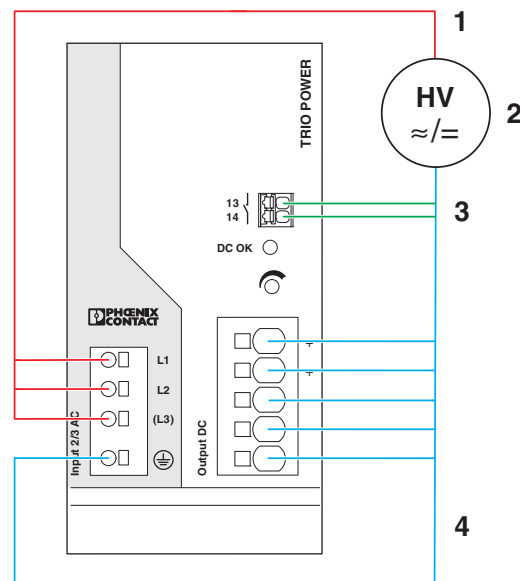 1
HV
≈/=
2
TRIO POWER
13
14
3
DC OK
PHŒNIX
CONTACT
L1
L2
(L3)
Input 2/3 AC
Output DC
+
+
4